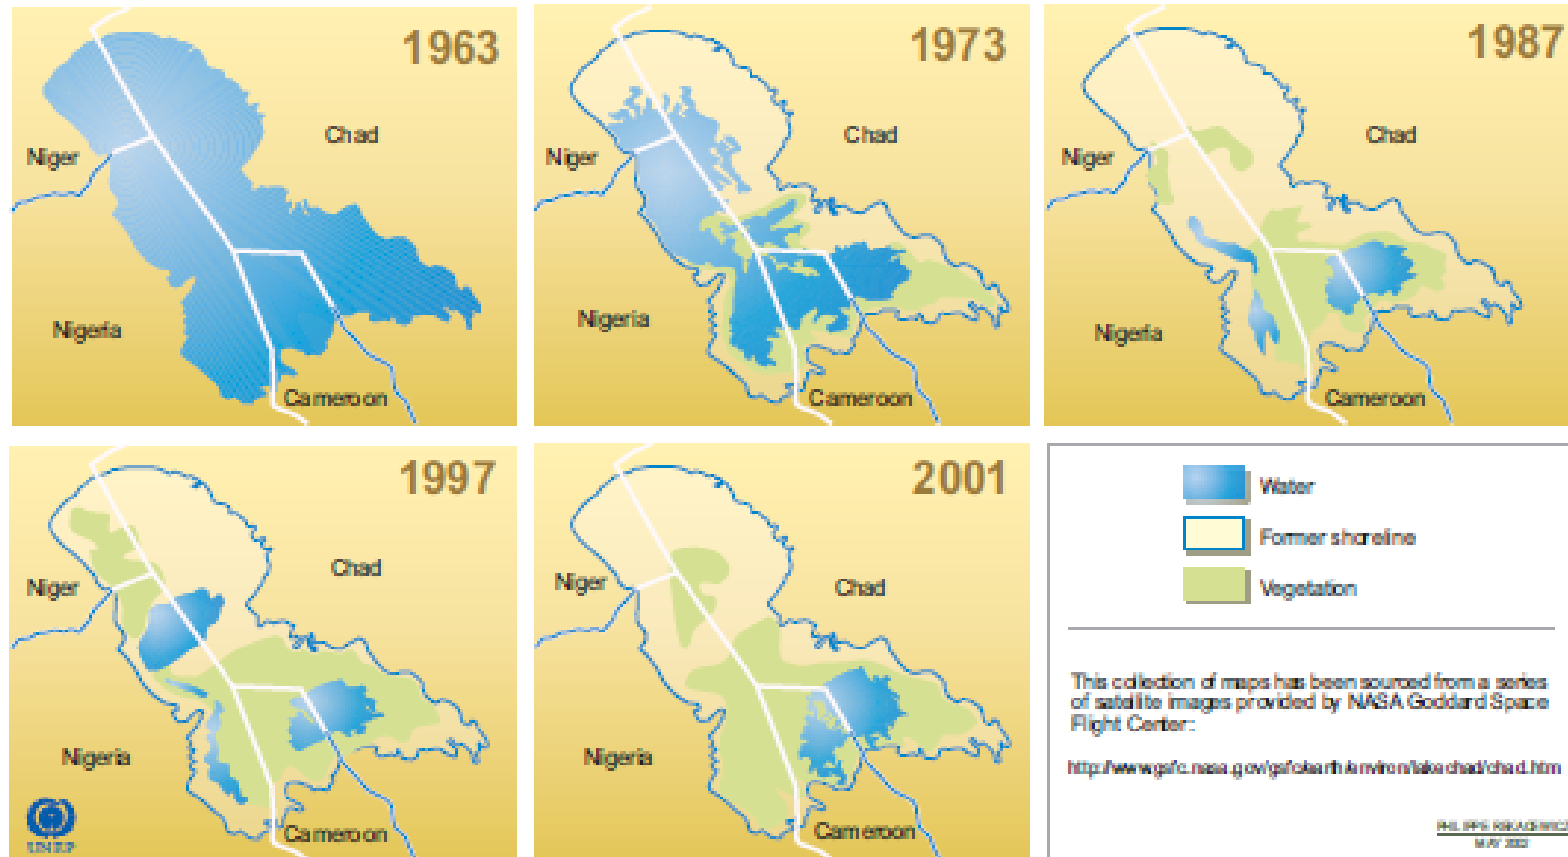 1963
Chad
Niger
Nigeria
Cameroon
1973
Chad
Niger
Nigeria
Cameroon
1987
Chad
Niger
Nigeria
Cameroon
1997
Chad
Niger
Nigeria
Cameroon
UNEP
2001
Chad
Niger
Nigeria
Cameroon
Water
Former shoreline
Vegetation
This collection of maps has been sourced from a series
of satellite images provided by NASA Goddard Space
Flight Center:
MAY 2002